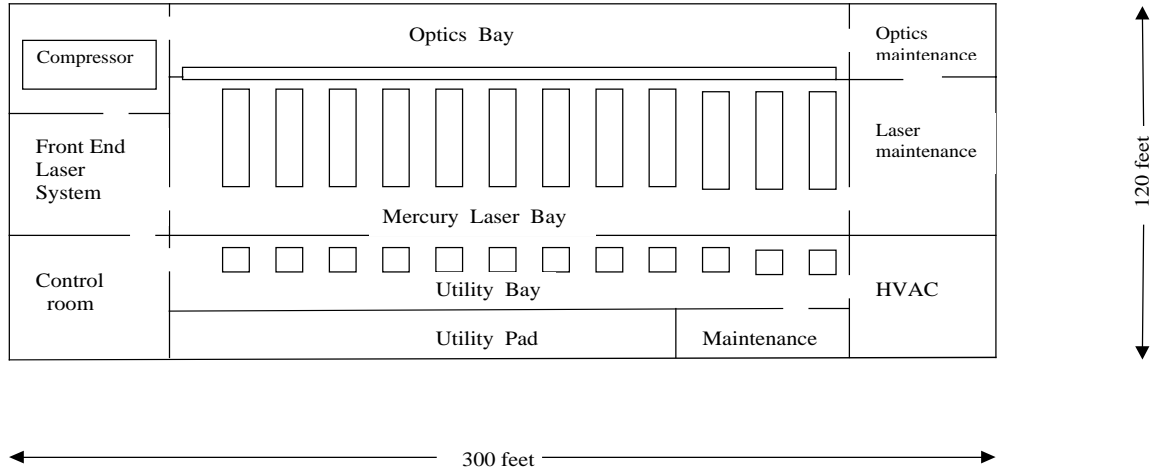 Optics Bay
Optics
maintenance
Compressor
Front End
Laser
System
Laser
maintenance
Mercury Laser Bay
Control
room
Utility Bay
HVAC
Utility Pad
Maintenance
120 feet
300 feet